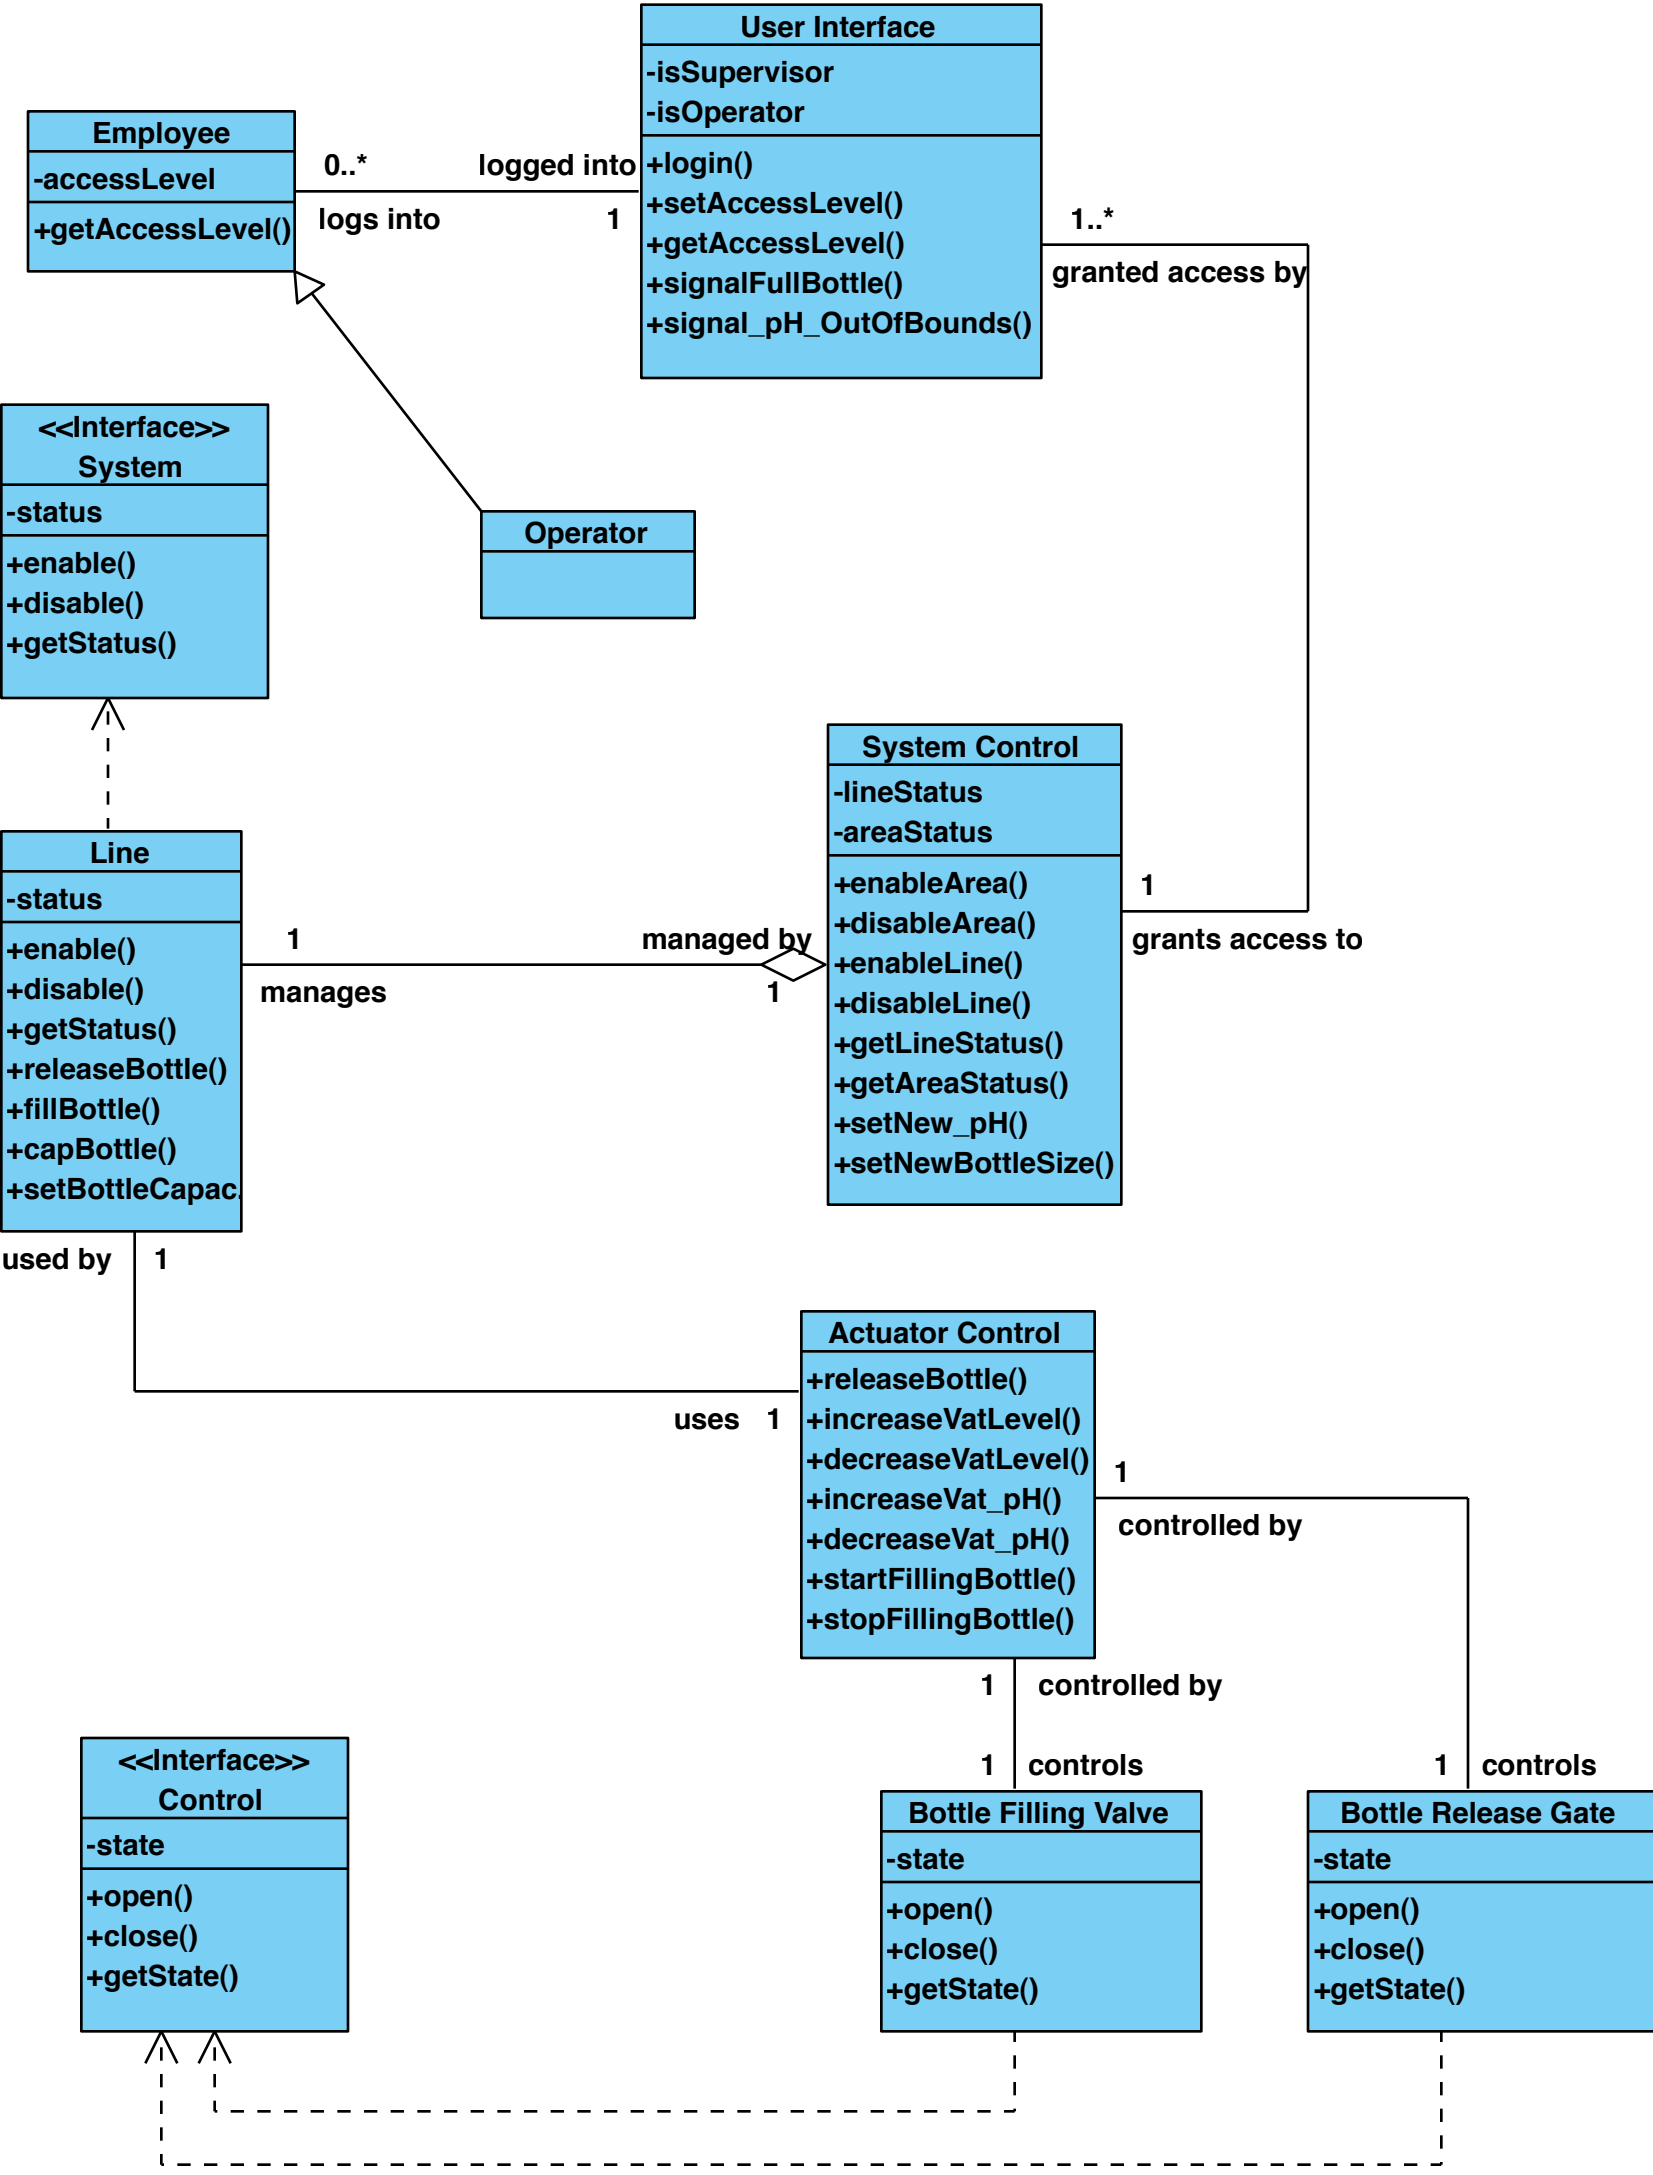 User Interface
-isSupervisor
-isOperator
+login()
+setAccessLevel()
+getAccessLevel()
+signalFullBottle()
+signal_pH_OutOfBounds()
Employee
-accessLevel
+getAccessLevel()
0..*
logged into
logs into
1
1..*
granted access by
<<Interface>>
System
-status
+enable()
+disable()
+getStatus()
Operator
System Control
-lineStatus
-areaStatus
+enableArea()
+disableArea()
+enableLine()
+disableLine()
+getLineStatus()
+getAreaStatus()
+setNew_pH()
+setNewBottleSize()
1
grants access to
Line
-status
+enable()
+disable()
+getStatus()
+releaseBottle()
+fillBottle()
+capBottle()
+setBottleCapac.
1
managed by
manages
1
used by
1
uses
1
Actuator Control
+releaseBottle()
+increaseVatLevel()
+decreaseVatLevel()
+increaseVat_pH()
+decreaseVat_pH()
+startFillingBottle()
+stopFillingBottle()
1
controlled by
1
controlled by
1
controls
1
controls
<<Interface>>
Control
-state
+open()
+close()
+getState()
Bottle Filling Valve
-state
+open()
+close()
+getState()
Bottle Release Gate
-state
+open()
+close()
+getState()